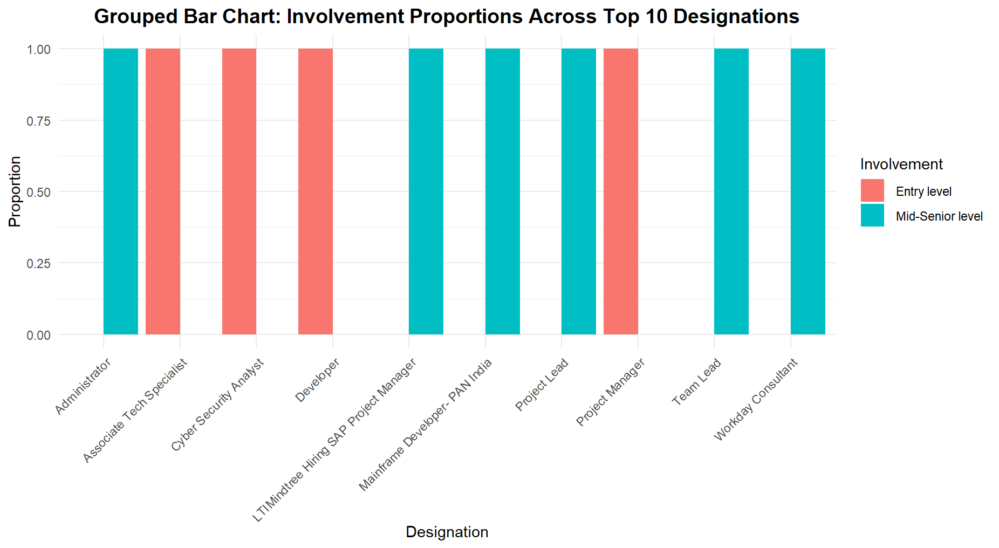 Grouped Bar Chart: Involvement Proportions Across Top 10 Designations
Proportion
1.00
0.75
0.50
0.25
0.00
Administrator
Associate Tech Specialist
Cyber Security Analyst
Developer
LTIMindtree Hiring SAP Project Manager
Mainframe Developer- PAN India
Project Lead
Project Manager
Team Lead
Workday Consultant
Designation
Involvement
Entry level
Mid-Senior level